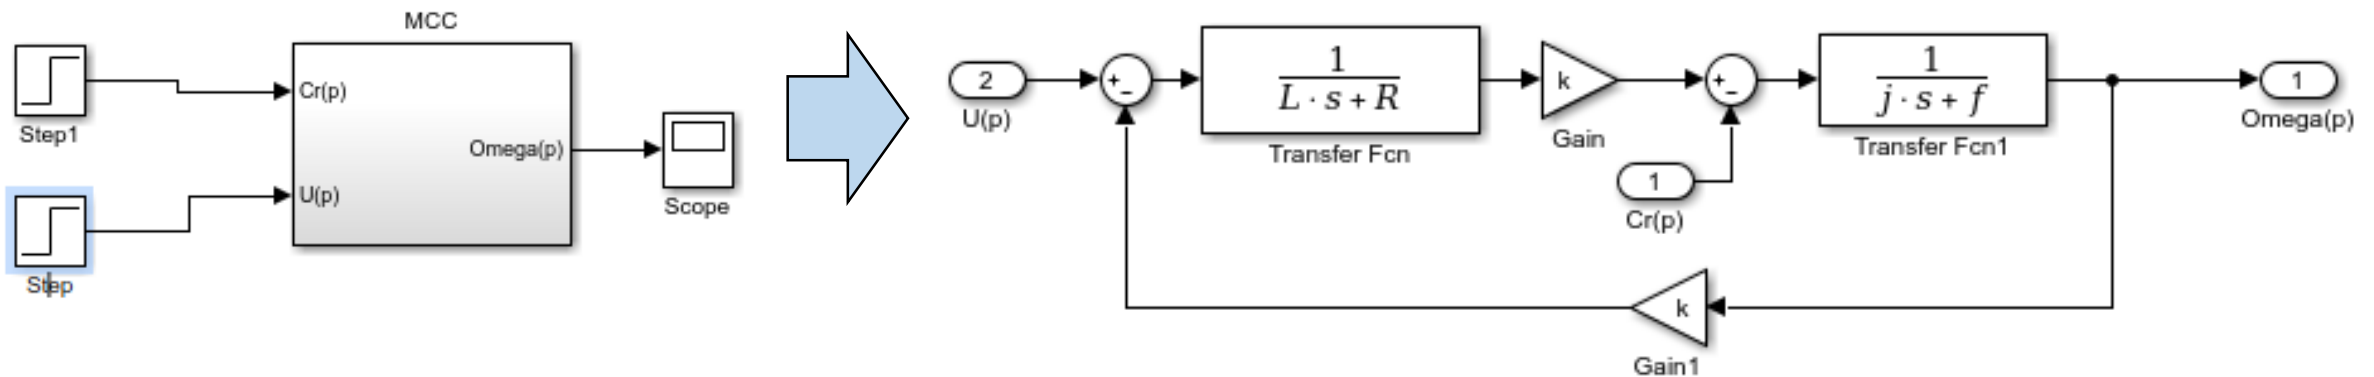 MCC
Step1
Cr(p)
Omega(p)
U(p)
Step
Scope
2
U(p)
+
−
1
L · s + R
Transfer Fcn
k
Gain
+
−
1
Cr(p)
1
j · s + f
Transfer Fcn1
1
Omega(p)
k
Gain1